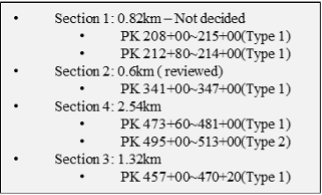 • Section 1: 0.82km – Not decided
• PK 208+00~215+00(Type 1)
• PK 212+80~214+00(Type 1)
• Section 2: 0.6km ( reviewed)
• PK 341+00~347+00(Type 1)
• Section 4: 2.54km
• PK 473+60~481+00(Type 1)
• PK 495+00~513+00(Type 2)
• Section 3: 1.32km
• PK 457+00~470+20(Type 1)